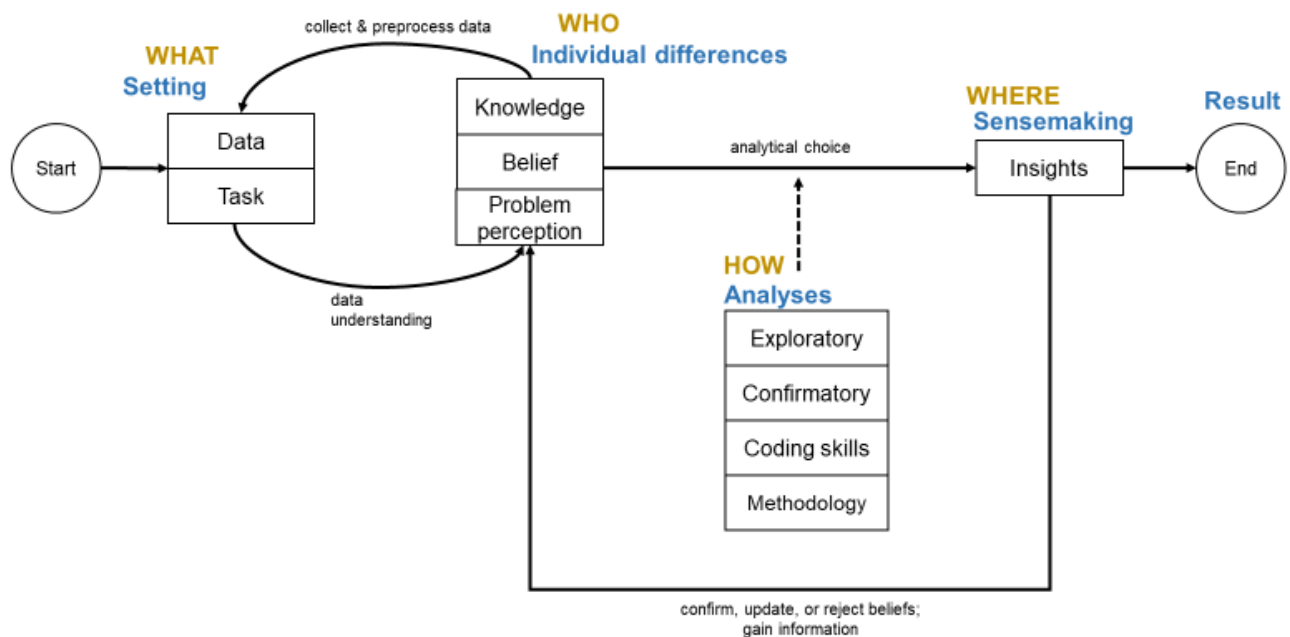 collect & preprocess data
WHAT
Setting
WHO
Individual differences
Start
Data
Task
Knowledge
Belief
Problem
perception
data
understanding
analytical choice
WHERE
Sensemaking
Insights
Result
End
HOW
Analyses
Exploratory
Confirmatory
Coding skills
Methodology
confirm, update, or reject beliefs;
gain information